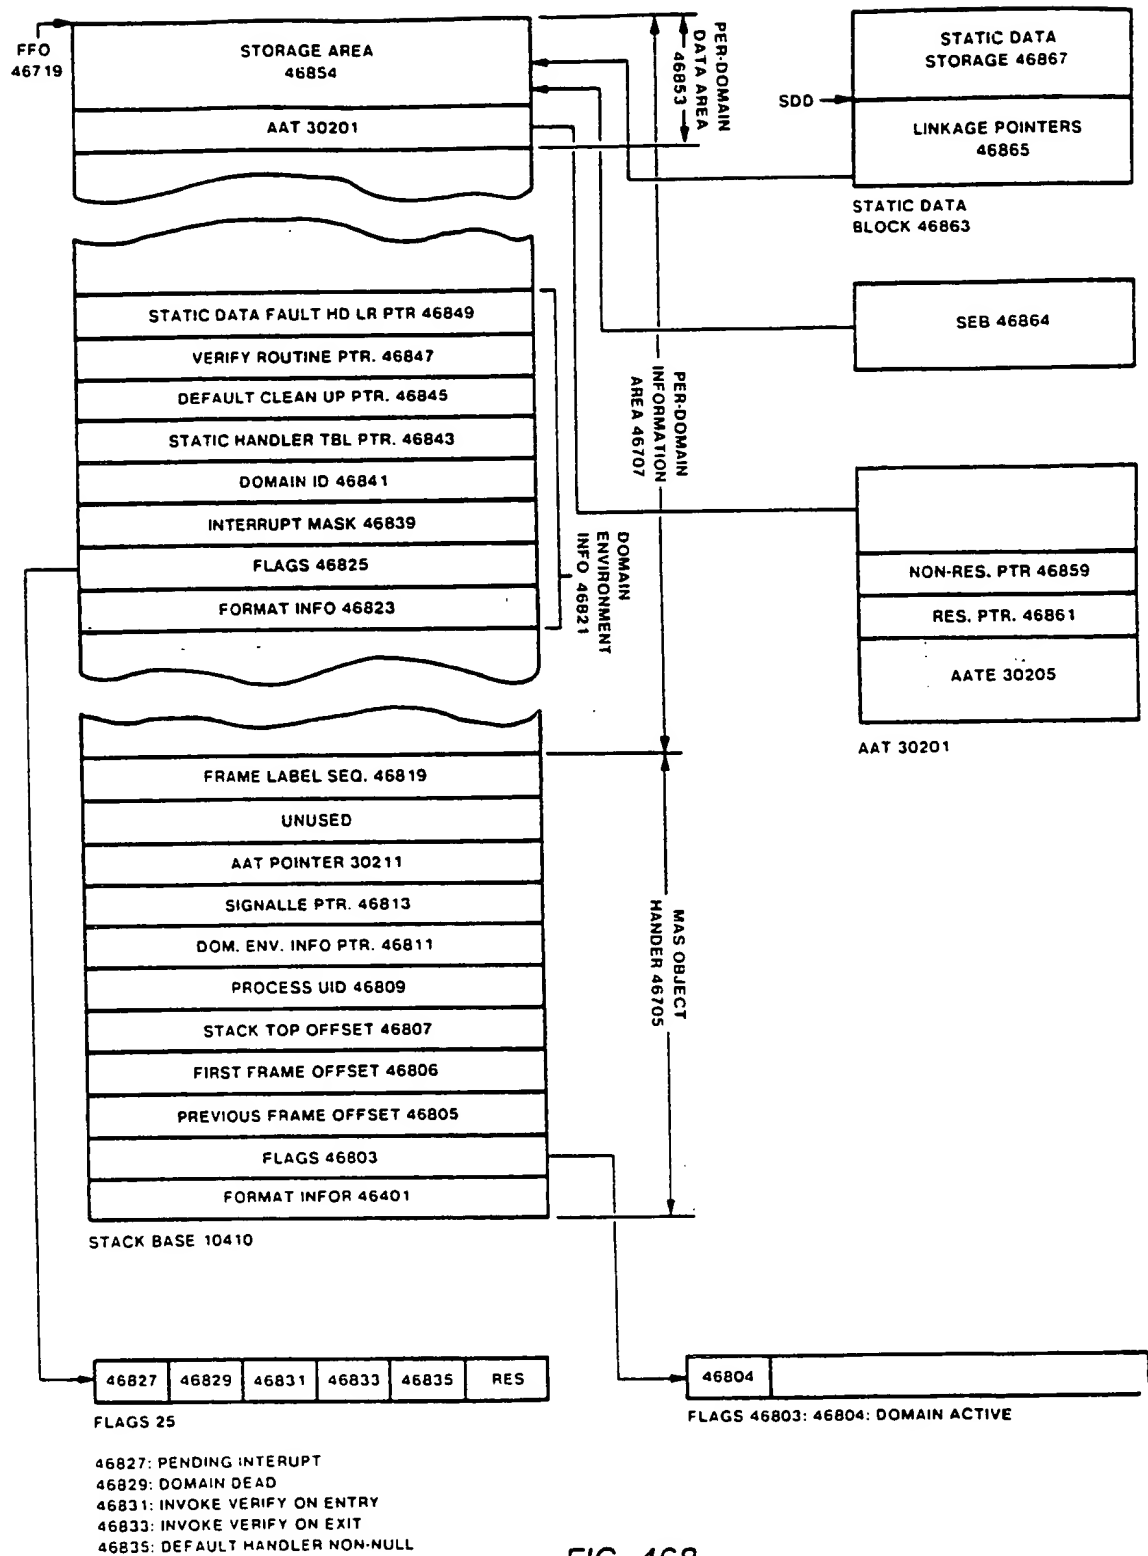 FFO
46719
STORAGE AREA
46854
AAT 30201
PER-DOMAIN
DATA AREA
46853
STATIC DATA
STORAGE 46867
SDD
LINKAGE POINTERS
46865
STATIC DATA
BLOCK 46863
STATIC DATA FAULT HD LR PTR 46849
VERIFY ROUTINE PTR. 46847
DEFAULT CLEAN UP PTR. 46845
STATIC HANDLER TBL PTR. 46843
DOMAIN ID 46841
INTERRUPT MASK 46839
FLAGS 46825
FORMAT INFO 46823
DOMAIN
ENVIRONMENT
INFO 46821
PER-DOMAIN
INFORMATION
AREA 46707
SEB 46864
NON-RES. PTR 46859
RES. PTR. 46861
AATE 30205
AAT 30201
FRAME LABEL SEQ. 46819
UNUSED
AAT POINTER 30211
SIGNALLE PTR. 46813
DOM. ENV. INFO PTR. 46811
PROCESS UID 46809
STACK TOP OFFSET 46807
FIRST FRAME OFFSET 46806
PREVIOUS FRAME OFFSET 46805
FLAGS 46803
FORMAT INFOR 46401
MAS OBJECT
HANDER 46705
STACK BASE 10410
46827 46829 46831 46833 46835 RES
FLAGS 25
46804
FLAGS 46803: 46804: DOMAIN ACTIVE
46827: PENDING INTERUPT
46829: DOMAIN DEAD
46831: INVOKE VERIFY ON ENTRY
46833: INVOKE VERIFY ON EXIT
46835: DEFAULT HANDLER NON-NULL
FIG. 468